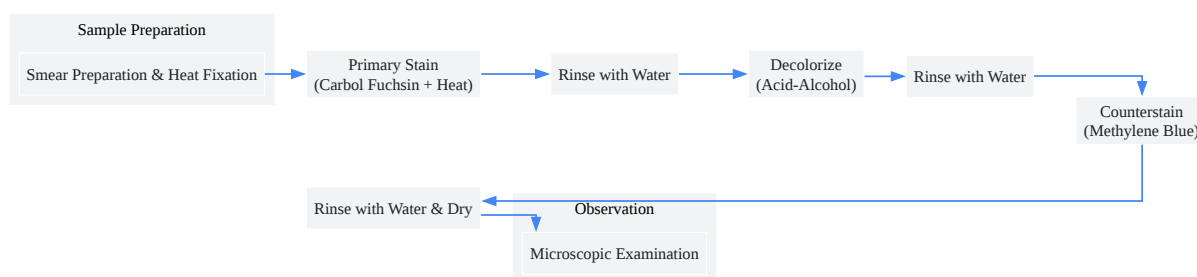 Sample Preparation
Smear Preparation & Heat Fixation
Primary Stain
(Carbol Fuchsin + Heat)
Rinse with Water
Decolorize
(Acid-Alcohol)
Rinse with Water
Counterstain
(Methylene Blue)
Rinse with Water & Dry
Observation
Microscopic Examination